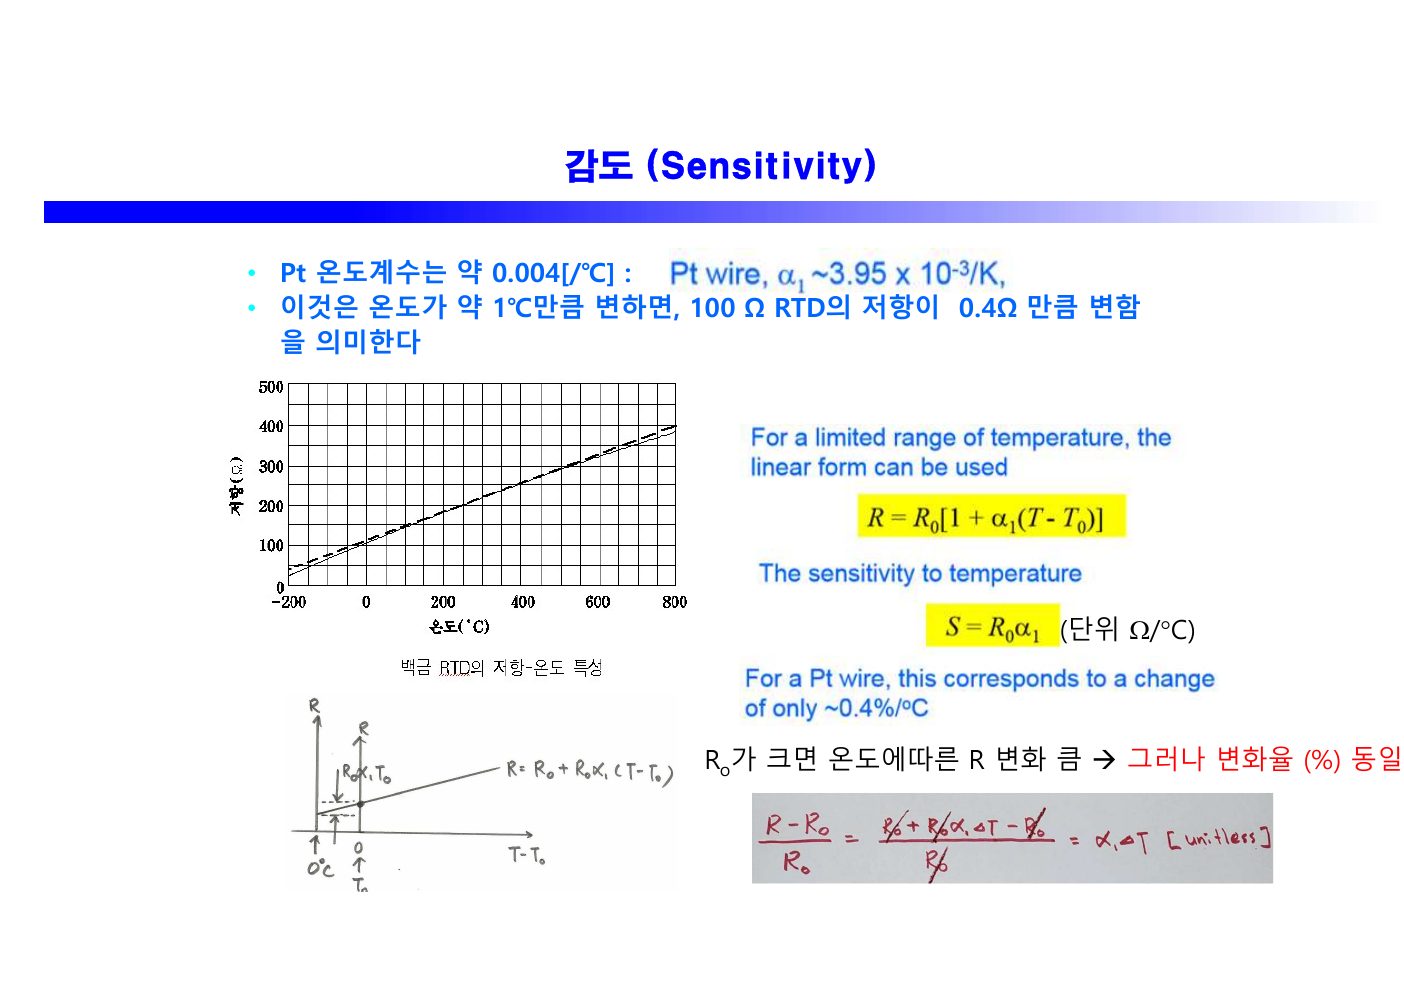 감도 (Sensitivity)
• Pt 온도계수는 약 0.004[/℃] : Pt wire, α₁ ~3.95 x 10⁻³/K,
• 이것은 온도가 약 1℃만큼 변하면, 100 Ω RTD의 저항이 0.4Ω 만큼 변함
을 의미한다
500
400
300
200
100
0
저항(Ω)
-200 0 200 400 600 800
온도(°C)
백금 RTD의 저항-온도 특성
For a limited range of temperature, the
linear form can be used
R = R₀[1 + α₁(T - T₀)]
The sensitivity to temperature
S = R₀α₁ (단위 Ω/°C)
For a Pt wire, this corresponds to a change
of only ~0.4%/°C
Rₒ가 크면 온도에따른 R 변화 큼 → 그러나 변화율 (%) 동일
R
R
R₀α₁T₀
R = R₀ + R₀α₁(T-T₀)
0
T-T₀
0°C
T₀
R - R₀ / R₀ = R₀ + R₀α₁ΔT - R₀ / R₀ = α₁ΔT [unitless]